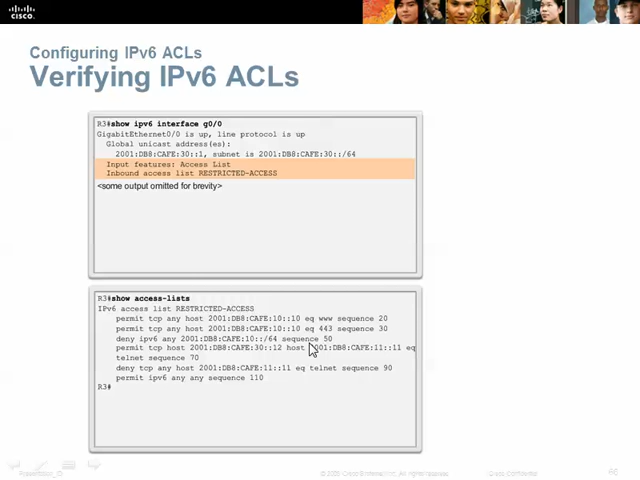 CISCO
Configuring IPv6 ACLs
Verifying IPv6 ACLs
R3#show ipv6 interface g0/0
GigabitEthernet0/0 is up, line protocol is up
Global unicast address(es):
2001:DB8:CAFE:30::1, subnet is 2001:DB8:CAFE:30::/64
Input features: Access List
Inbound access list RESTRICTED-ACCESS
<some output omitted for brevity>
R3#show access-lists
IPv6 access list RESTRICTED-ACCESS
permit tcp any host 2001:DB8:CAFE:10::10 eq www sequence 20
permit tcp any host 2001:DB8:CAFE:10::10 eq 443 sequence 30
deny ipv6 any 2001:DB8:CAFE:10::/64 sequence 50
permit tcp host 2001:DB8:CAFE:30::12 host 2001:DB8:CAFE:11::11 eq
telnet sequence 70
deny tcp any host 2001:DB8:CAFE:11::11 eq telnet sequence 90
permit ipv6 any any sequence 110
R3#
Presentation_ID
Cisco Confidential